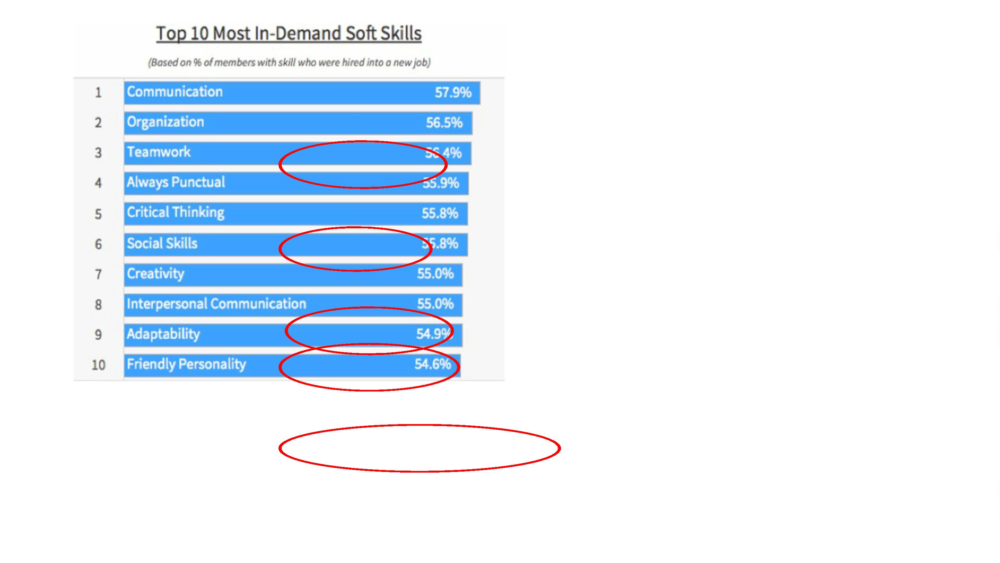 Top 10 Most In-Demand Soft Skills
(Based on % of members with skill who were hired into a new job)
1 Communication 57.9%
2 Organization 56.5%
3 Teamwork 56.4%
4 Always Punctual 55.9%
5 Critical Thinking 55.8%
6 Social Skills 55.8%
7 Creativity 55.0%
8 Interpersonal Communication 55.0%
9 Adaptability 54.9%
10 Friendly Personality 54.6%